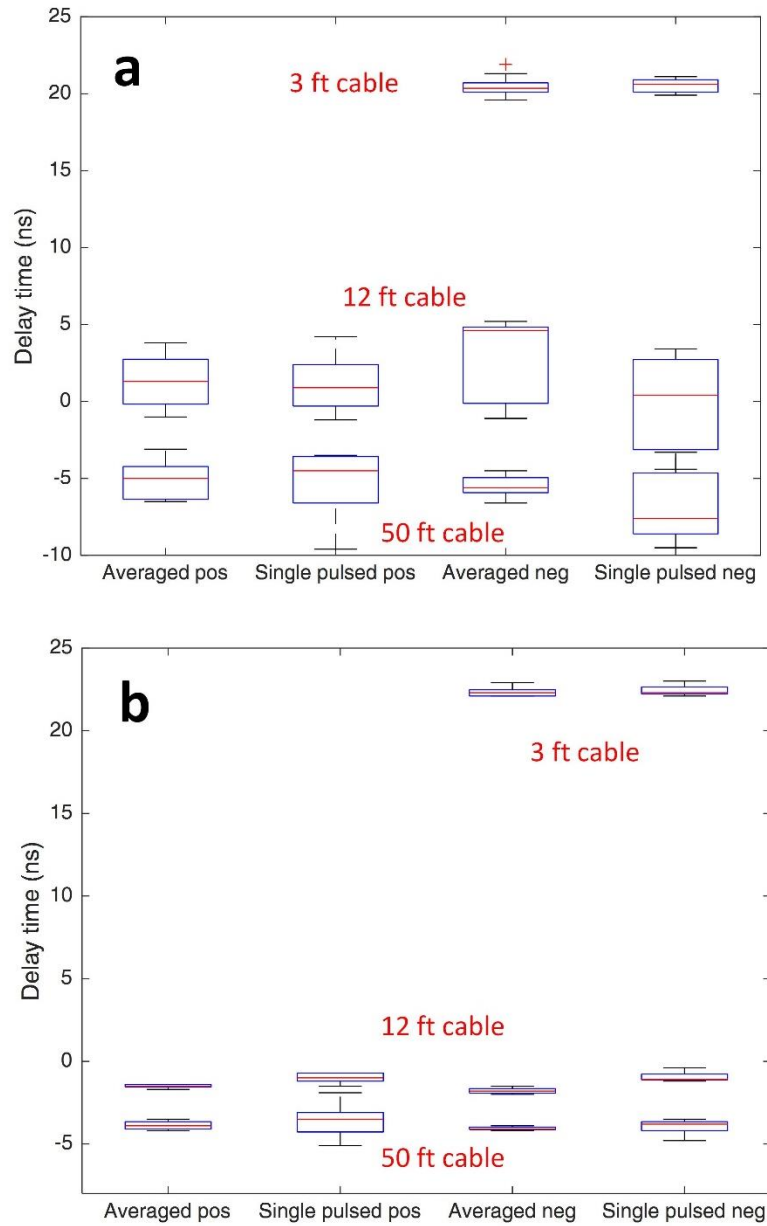 a
25
3 ft cable
20
15
Delay time (ns)
10
12 ft cable
5
0
-5
50 ft cable
-10
Averaged pos Single pulsed pos Averaged neg Single pulsed neg
b
25
20
3 ft cable
15
Delay time (ns)
10
5
12 ft cable
0
-5
50 ft cable
Averaged pos Single pulsed pos Averaged neg Single pulsed neg